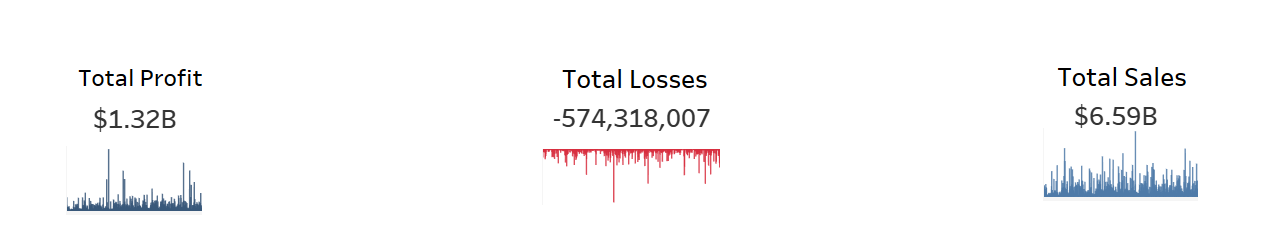 Total Profit
$1.32B
Total Losses
-574,318,007
Total Sales
$6.59B